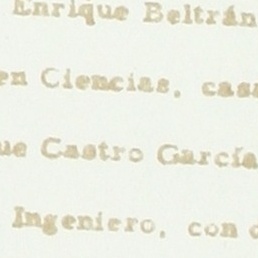 Enrique Beltrán
en Ciencias, casa
ue Castro García
Ingeniero, con